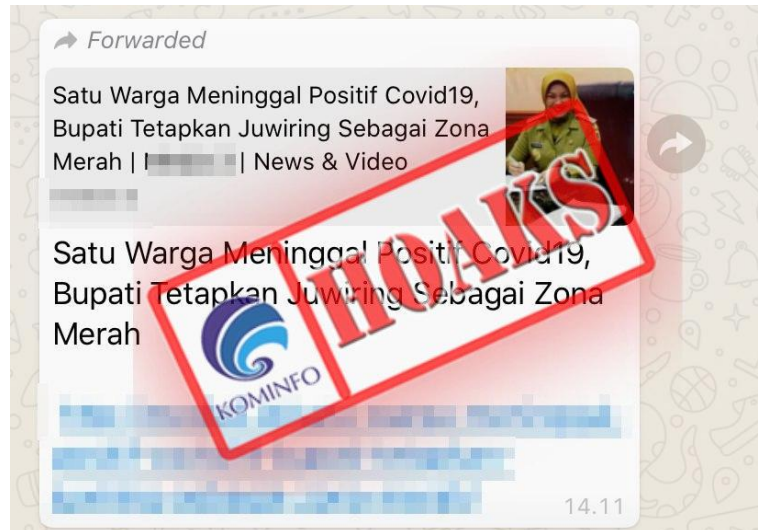 Forwarded
Satu Warga Meninggal Positif Covid19,
Bupati Tetapkan Juwiring Sebagai Zona
Merah | | News & Video
Satu Warga Meninggal Positif Covid19,
Bupati Tetapkan Juwiring Sebagai Zona
Merah
HOAKS
KOMINFO
14.11